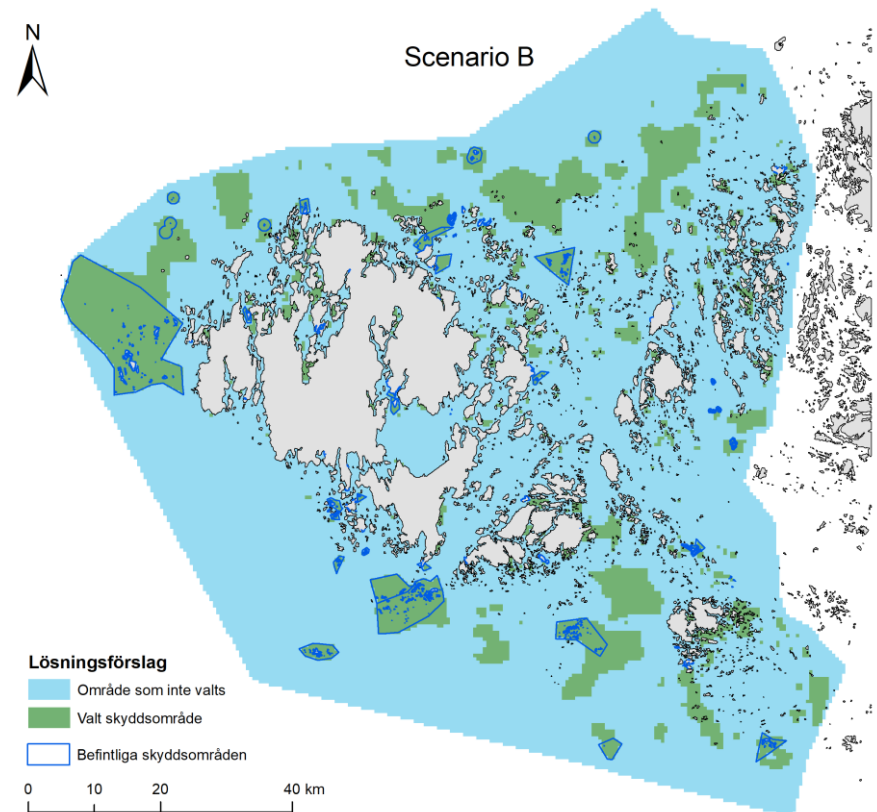 N
Scenario B
Lösningsförslag
Område som inte valts
Valt skyddsområde
Befintliga skyddsområden
0 10 20 40 km